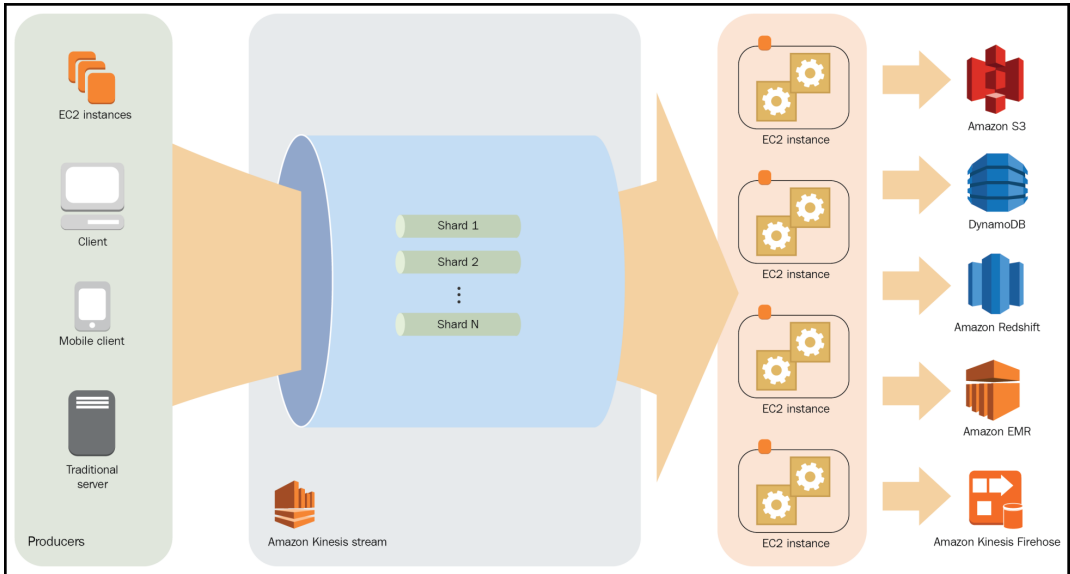 EC2 instances
Client
Mobile client
Traditional
server
Producers
Shard 1
Shard 2
Shard N
Amazon Kinesis stream
EC2 instance
EC2 instance
EC2 instance
EC2 instance
Amazon S3
DynamoDB
Amazon Redshift
Amazon EMR
Amazon Kinesis Firehose